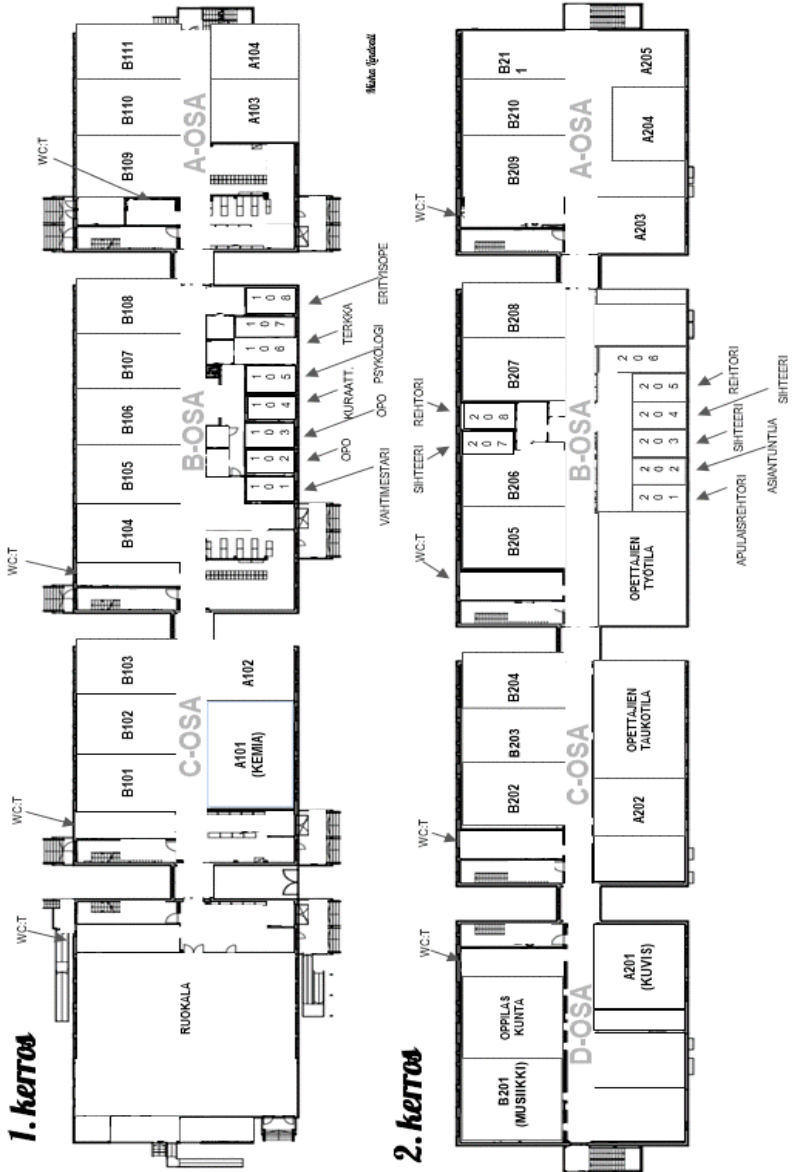 1. kerros
WC:T
WC:T
WC:T
WC:T
RUOKALA
B101
B102
B103
B104
B105
B106
B107
B108
B109
B110
B111
C-OSA
B-OSA
A-OSA
A101
(KEMIA)
A102
101
102
103
104
105
106
107
108
A103
A104
VAHTIMESTARI
OPO
OPO
KURAATT.
PSYKOLOGI
TERKKA
ERITYISOPE
2. kerros
WC:T
WC:T
WC:T
SIHTEERI
REHTORI
WC:T
B201
(MUSIIKKI)
OPPILAS
KUNTA
B202
B203
B204
B205
B206
207
208
B207
B208
B209
B210
B21
1
D-OSA
C-OSA
B-OSA
A-OSA
A201
(KUVIS)
A202
OPETTAJIEN
TAUKOTILA
OPETTAJIEN
TYÖTILA
201
202
203
204
205
206
A203
A204
A205
APULAISREHTORI
ASIANTUNTIJA
SIHTEERI
SIHTEERI
REHTORI